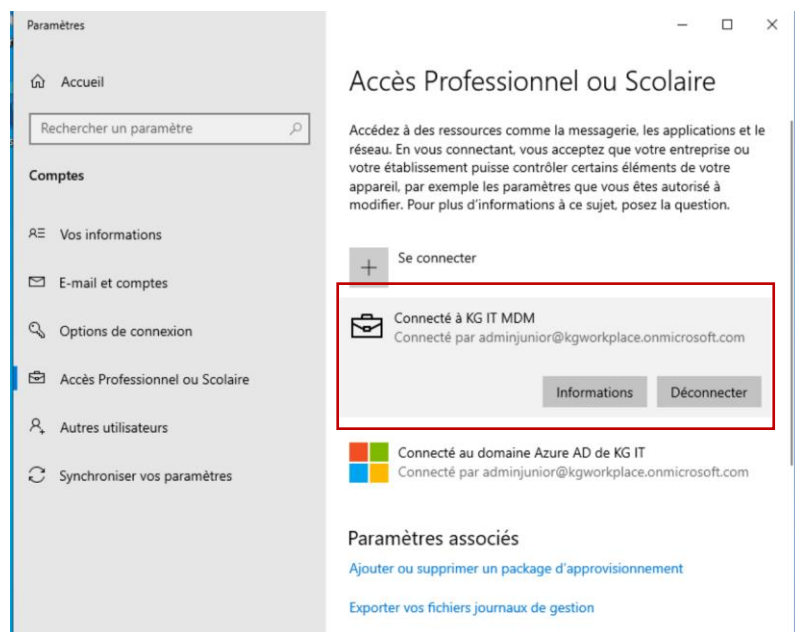 Paramètres
Accueil
Rechercher un paramètre
Comptes
Vos informations
E-mail et comptes
Options de connexion
Accès Professionnel ou Scolaire
Autres utilisateurs
Synchroniser vos paramètres
Accès Professionnel ou Scolaire
Accédez à des ressources comme la messagerie, les applications et le
réseau. En vous connectant, vous acceptez que votre entreprise ou
votre établissement puisse contrôler certains éléments de votre
appareil, par exemple les paramètres que vous êtes autorisé à
modifier. Pour plus d'informations à ce sujet, posez la question.
Se connecter
Connecté à KG IT MDM
Connecté par adminjunior@kgworkplace.onmicrosoft.com
Informations
Déconnecter
Connecté au domaine Azure AD de KG IT
Connecté par adminjunior@kgworkplace.onmicrosoft.com
Paramètres associés
Ajouter ou supprimer un package d'approvisionnement
Exporter vos fichiers journaux de gestion